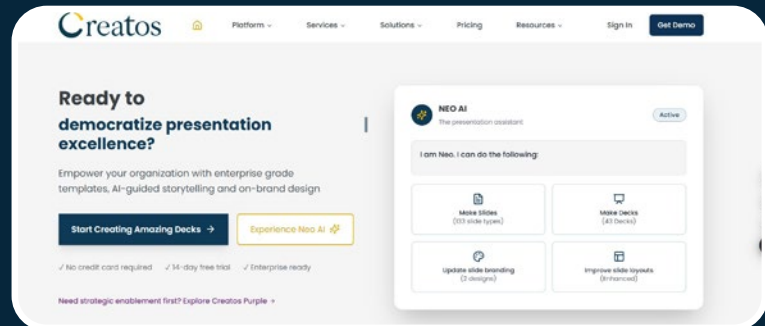 Creatos
Platform
Services
Solutions
Pricing
Resources
Sign In
Get Demo
Ready to
democratize presentation
excellence?
Empower your organization with enterprise grade
templates, AI-guided storytelling and on-brand design
Start Creating Amazing Decks →
Experience Neo AI
✓ No credit card required ✓ 14-day free trial ✓ Enterprise ready
Need strategic enablement first? Explore Creatos Purple →
NEO AI
The presentation assistant
Active
I am Neo. I can do the following:
Make Slides
(103 slide types)
Make Decks
(43 Decks)
Update slide branding
(2 designs)
Improve slide layouts
(Enhanced)